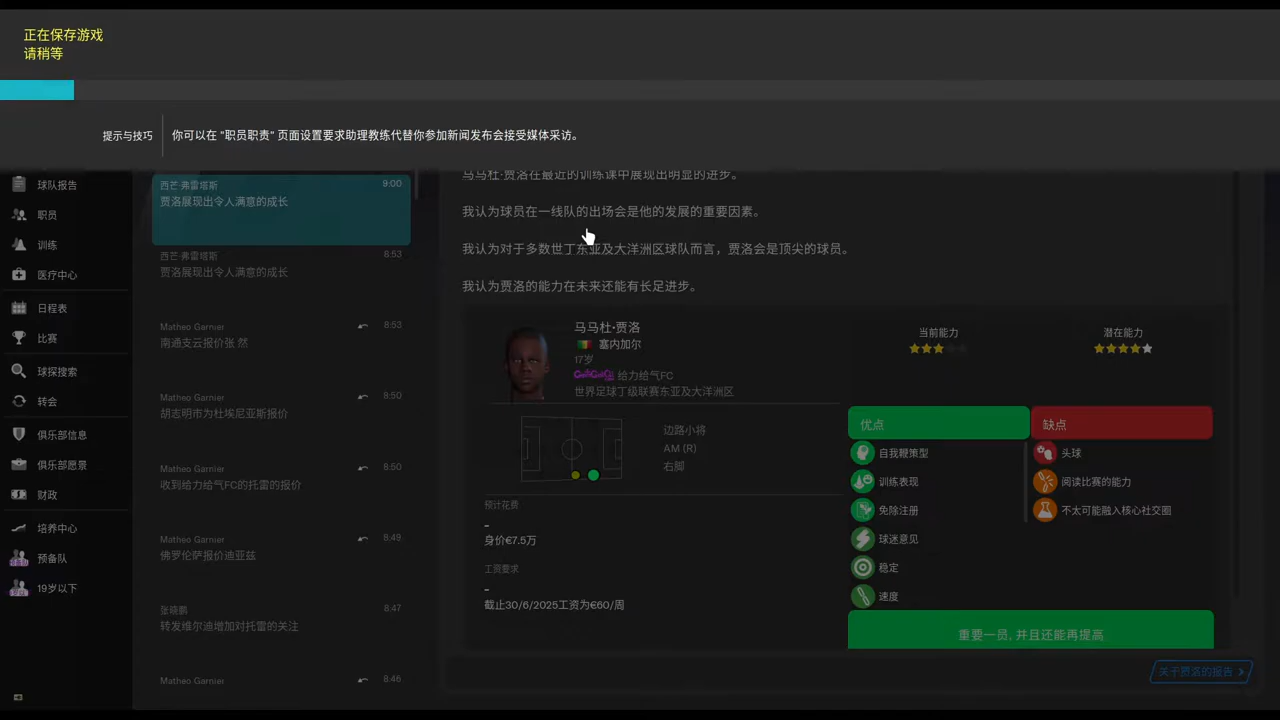 正在保存游戏
请稍等
提示与技巧
你可以在 "职员职责" 页面设置要求助理教练代替你参加新闻发布会接受媒体采访。
球队报告
职员
训练
医疗中心
日程表
比赛
球探搜索
转会
俱乐部信息
俱乐部愿景
财政
培养中心
预备队
19岁以下
西芒·弗雷塔斯 9:00
贾洛展现出令人满意的成长
西芒·弗雷塔斯 8:53
贾洛展现出令人满意的成长
Matheo Garnier 8:53
南通支云报价张 然
Matheo Garnier 8:50
胡志明市为杜埃尼亚斯报价
Matheo Garnier 8:50
收到给力给气FC的托雷的报价
Matheo Garnier 8:49
佛罗伦萨报价迪亚兹
张晓鹏 8:47
转发维尔迪增加对托雷的关注
Matheo Garnier 8:46
马马杜·贾洛在最近的训练课中展现出明显的进步。
我认为球员在一线队的出场会是他的发展的重要因素。
我认为对于多数世丁东亚及大洋洲区球队而言，贾洛会是顶尖的球员。
我认为贾洛的能力在未来还能有长足进步。
马马杜·贾洛
塞内加尔
17岁
给力给气FC
世界足球丁级联赛东亚及大洋洲区
当前能力
潜在能力
边路小将
AM (R)
右脚
预计花费
-
身价€7.5万
工资要求
-
截止30/6/2025工资为€60/周
优点
自我鞭策型
训练表现
免除注册
球迷意见
稳定
速度
缺点
头球
阅读比赛的能力
不太可能融入核心社交圈
重要一员, 并且还能再提高
关于贾洛的报告